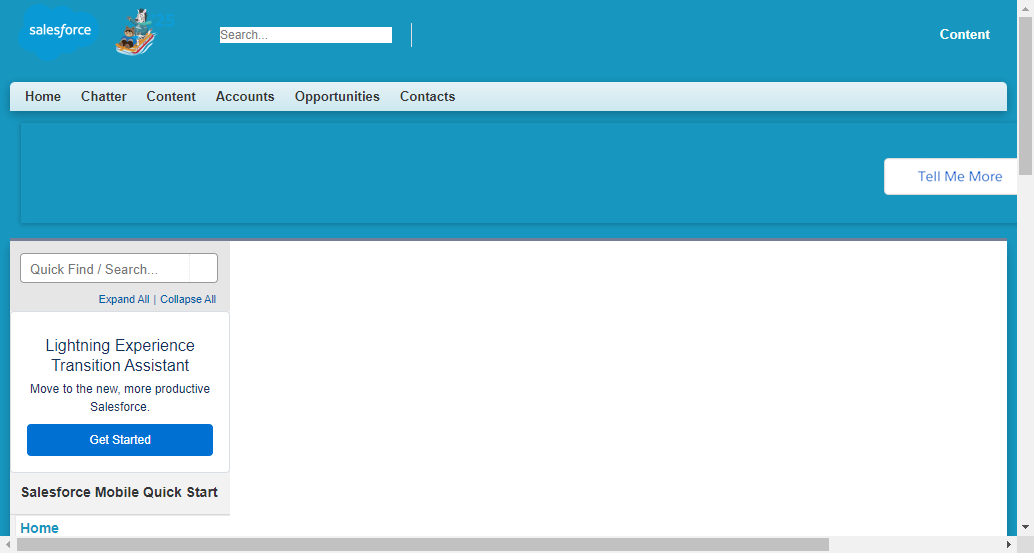 salesforce
25
Search...
Content
Home Chatter Content Accounts Opportunities Contacts
Tell Me More
Quick Find / Search...
Expand All | Collapse All
Lightning Experience
Transition Assistant
Move to the new, more productive
Salesforce.
Get Started
Salesforce Mobile Quick Start
Home